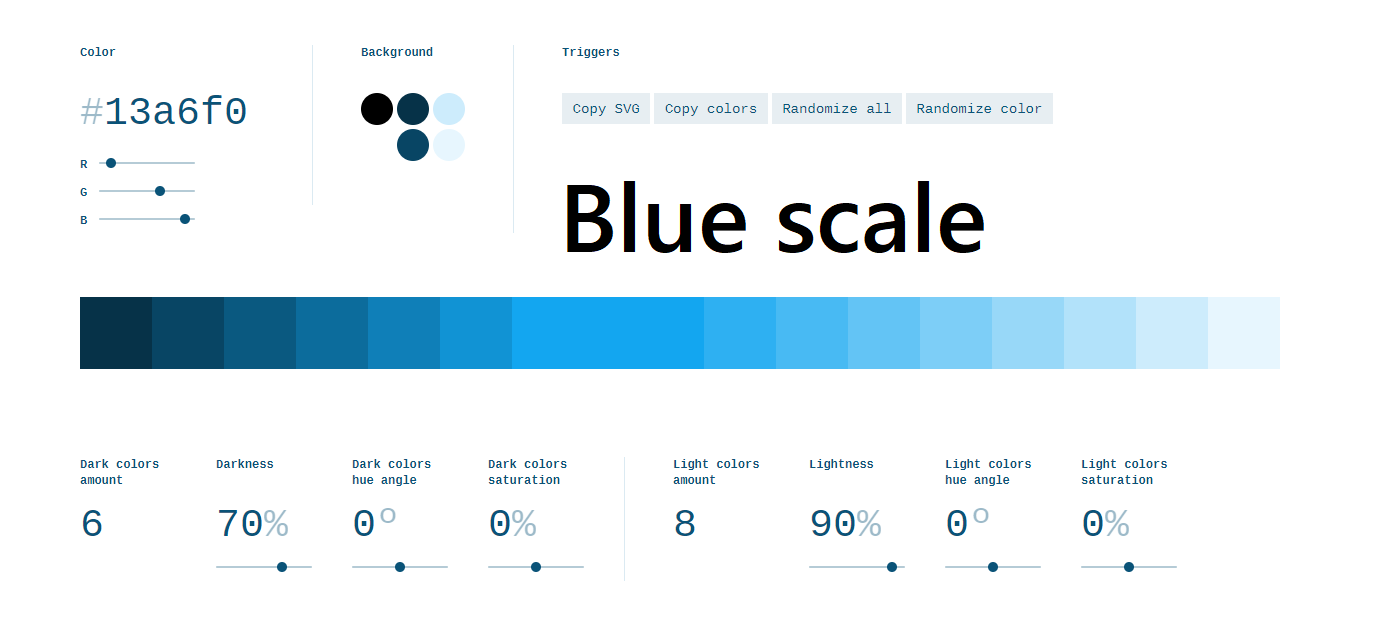 Color
Background
Triggers
#13a6f0
Copy SVG
Copy colors
Randomize all
Randomize color
R
G
B
Blue scale
Dark colors
amount
6
Darkness
70%
Dark colors
hue angle
0°
Dark colors
saturation
0%
Light colors
amount
8
Lightness
90%
Light colors
hue angle
0°
Light colors
saturation
0%